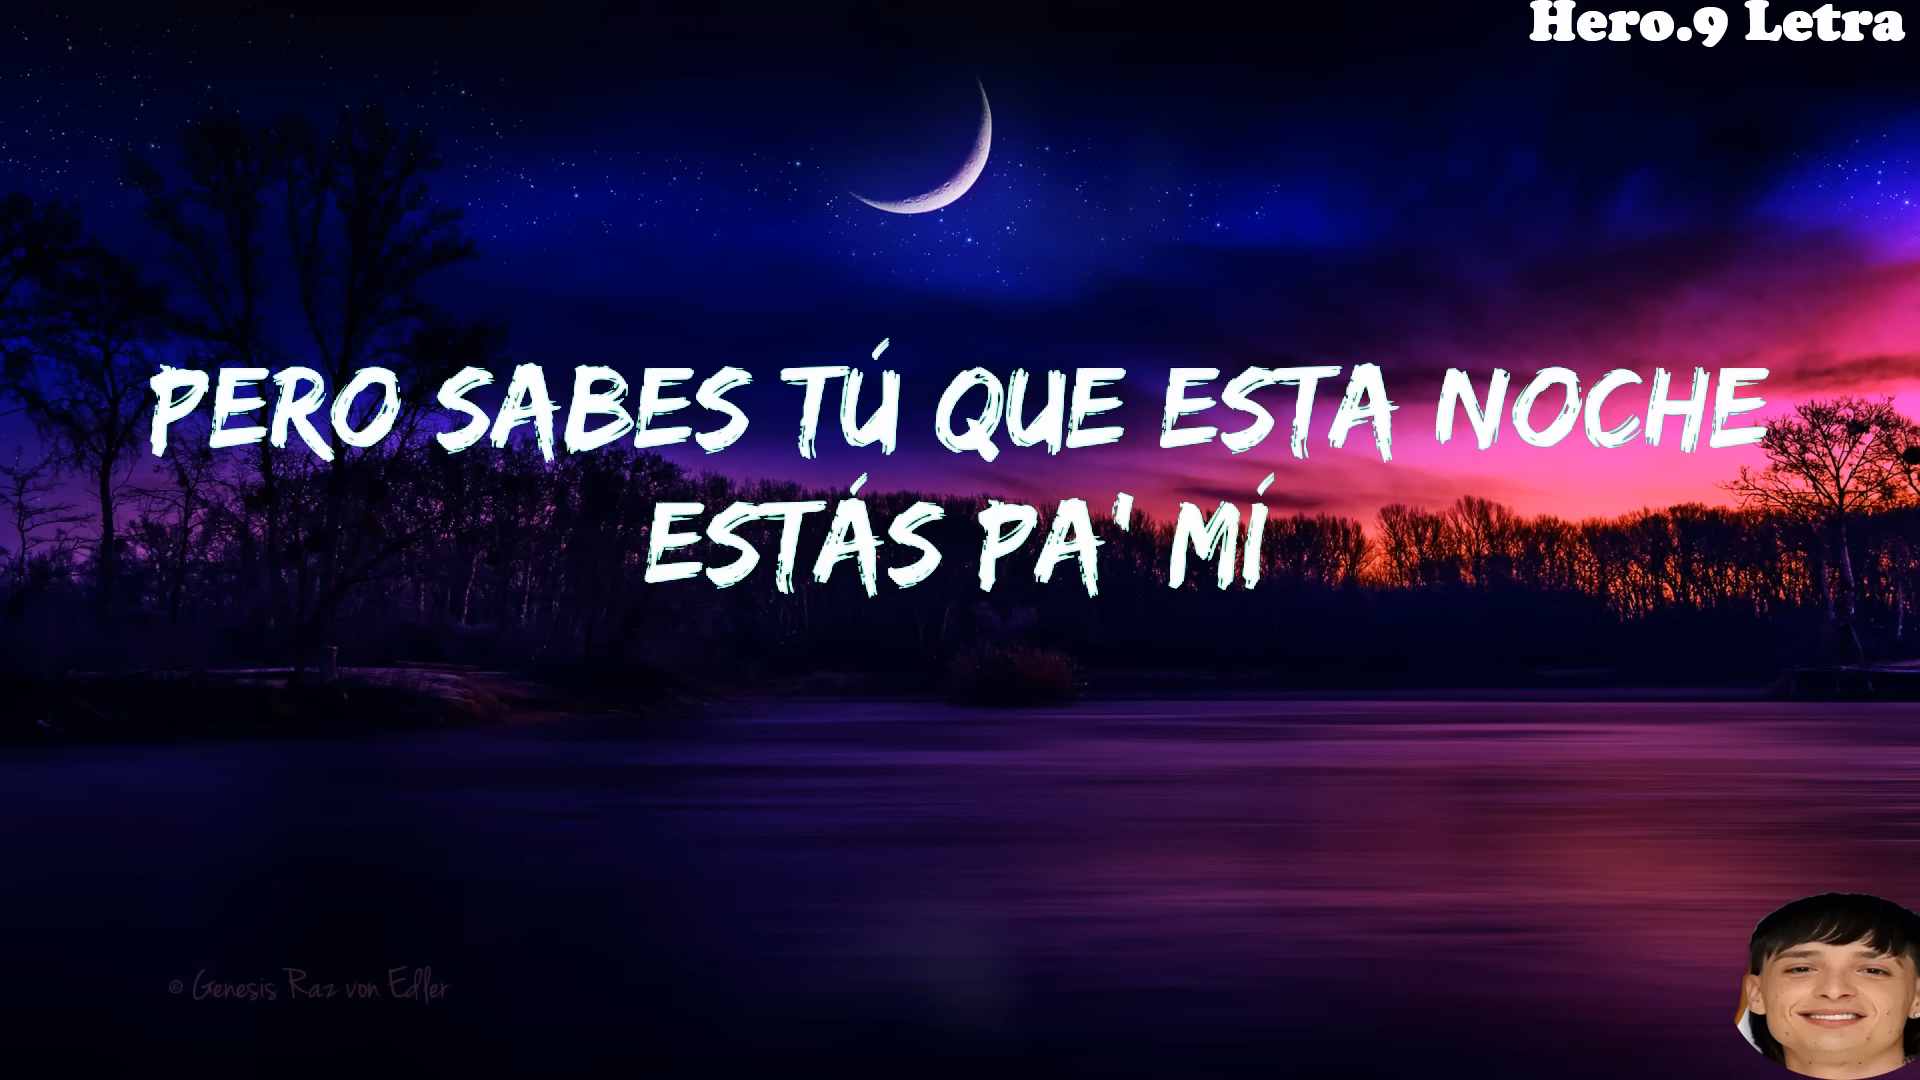 Hero.9 Letra
PERO SABES TÚ QUE ESTA NOCHE
ESTÁS PA' MÍ
© Genesis Raz von Edler